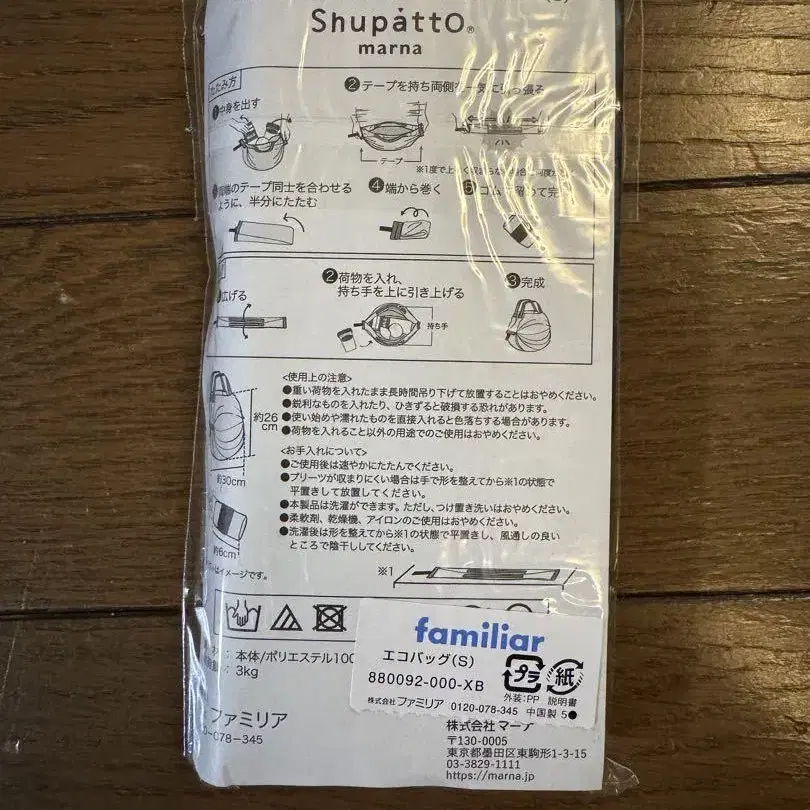 Shupatto®
marna
たたみ方
❶中身を出す
❷テープを持ち両側を一気に引っ張る
テープ
両端のテープ同士を合わせる
ように、半分にたたむ
❹端から巻く
広げる
❷荷物を入れ、
持ち手を上に引き上げる
持ち手
❸完成
約26
cm
約30cm
約6cm
イメージです。
<使用上の注意>
●重い荷物を入れたまま長時間吊り下げて放置することはおやめください。
●鋭利なものを入れたり、ひきずると破損する恐れがあります。
●使い始めや濡れたものを直接入れると色落ちする場合があります。
●荷物を入れること以外の用途でのご使用はおやめください。
<お手入れについて>
●ご使用後は速やかにたたんでください。
●プリーツが収まりにくい場合は手で形を整えてから※1の状態で
平置きして放置してください。
●本製品は洗濯ができます。ただし、つけ置き洗いはおやめください。
●柔軟剤、乾燥機、アイロンのご使用はおやめください。
●洗濯後は形を整えてから※1の状態で平置きし、風通しの良い
ところで陰干ししてください。
※1
: 本体/ポリエステル100
: 3kg
ファミリア
-078-345
familiar
エコバッグ(S)
880092-000-XB
プラ
紙
外装:PP 説明書
株式会社 ファミリア 0120-078-345 中国製 5●
株式会社 マーナ
〒130-0005
東京都墨田区東駒形1-3-15
03-3829-1111
https://marna.jp